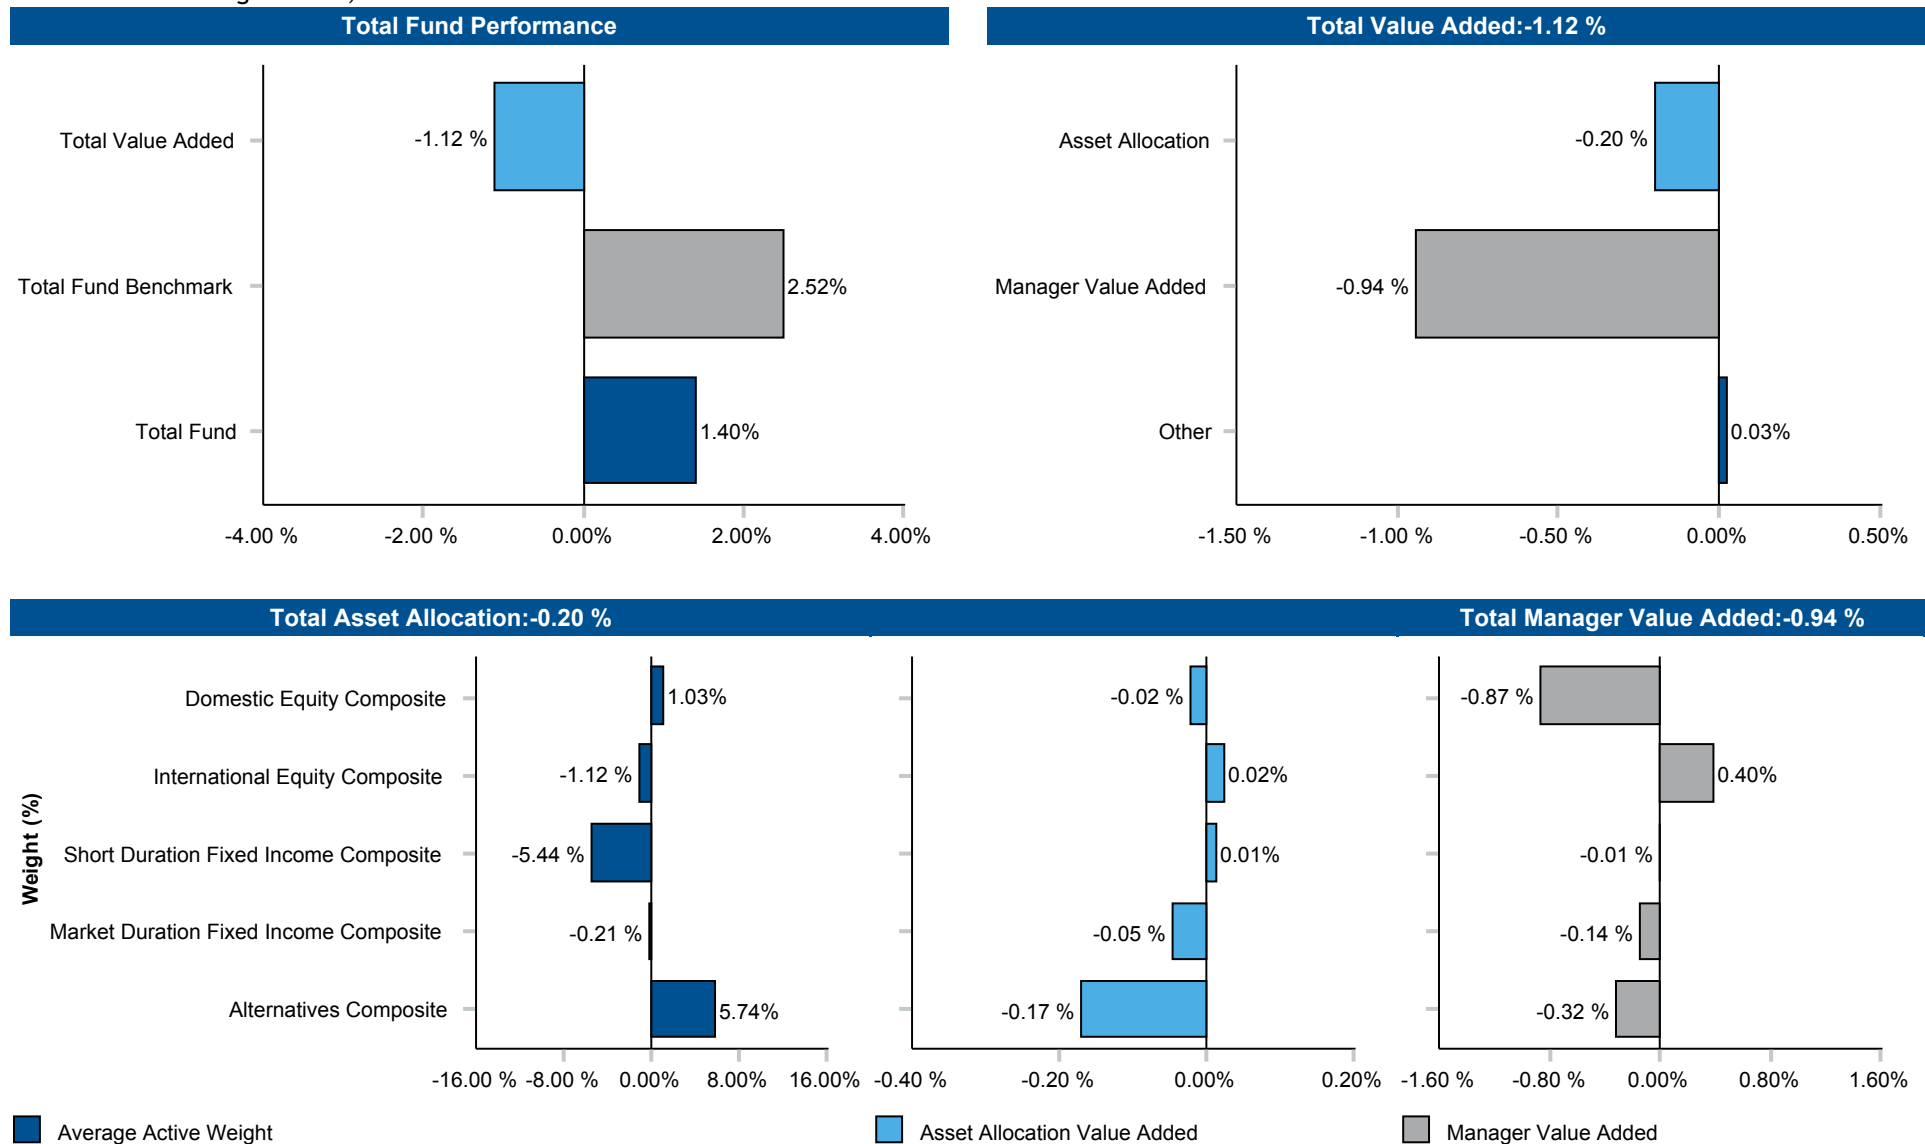 Total Fund Performance
Total Value Added:-1.12 %
Total Value Added
-1.12 %
Total Fund Benchmark
2.52%
Total Fund
1.40%
-4.00 % -2.00 % 0.00% 2.00% 4.00%
Asset Allocation
-0.20 %
Manager Value Added
-0.94 %
Other
0.03%
-1.50 % -1.00 % -0.50 % 0.00% 0.50%
Total Asset Allocation:-0.20 %
Total Manager Value Added:-0.94 %
Weight (%)
Domestic Equity Composite 1.03% -0.02 % -0.87 %
International Equity Composite -1.12 % 0.02% 0.40%
Short Duration Fixed Income Composite -5.44 % 0.01% -0.01 %
Market Duration Fixed Income Composite -0.21 % -0.05 % -0.14 %
Alternatives Composite 5.74% -0.17 % -0.32 %
-16.00 % -8.00 % 0.00% 8.00% 16.00% -0.40 % -0.20 % 0.00% 0.20% -1.60 % -0.80 % 0.00% 0.80% 1.60%
Average Active Weight
Asset Allocation Value Added
Manager Value Added